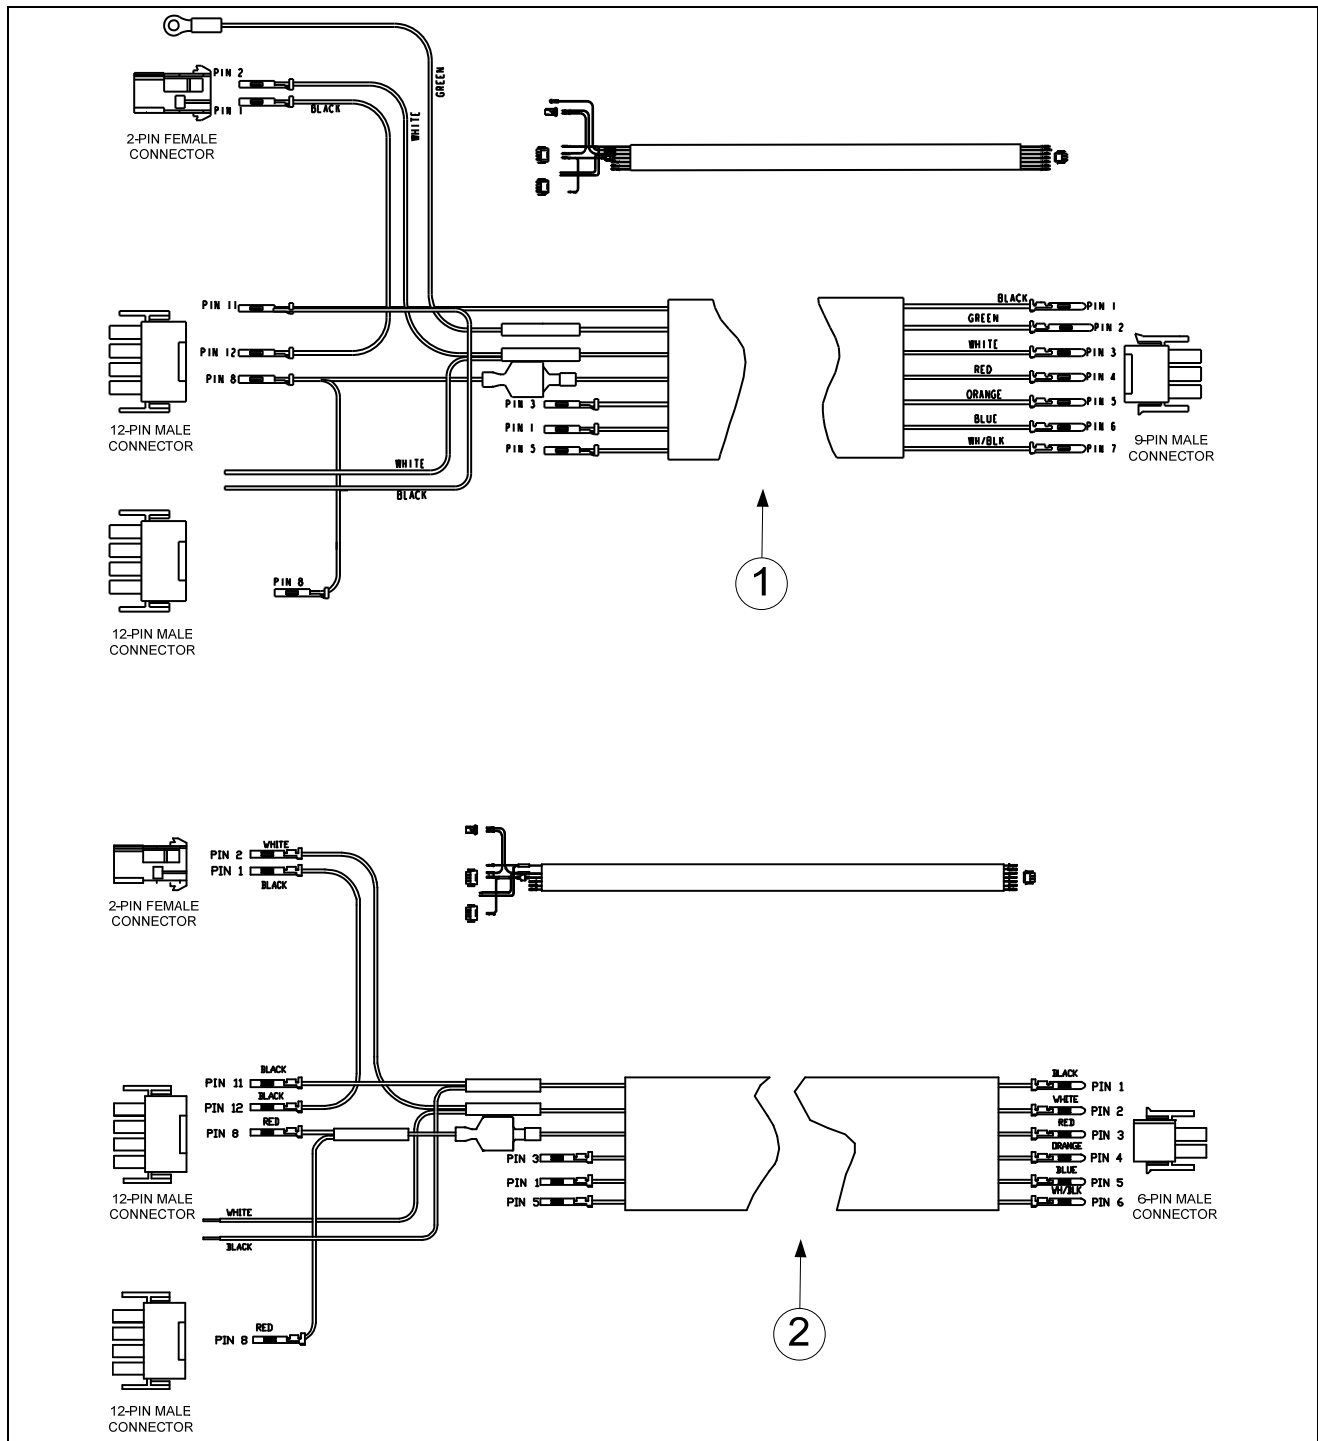 GREEN
PIN 2
PIN 1
BLACK
WHITE
2-PIN FEMALE
CONNECTOR
PIN 11
PIN 12
PIN 8
12-PIN MALE
CONNECTOR
PIN 3
PIN 1
PIN 5
WHITE
BLACK
PIN 8
12-PIN MALE
CONNECTOR
BLACK
PIN 1
GREEN
PIN 2
WHITE
PIN 3
RED
PIN 4
ORANGE
PIN 5
BLUE
PIN 6
WH/BLK
PIN 7
9-PIN MALE
CONNECTOR
1
WHITE
PIN 2
PIN 1
BLACK
2-PIN FEMALE
CONNECTOR
BLACK
PIN 11
BLACK
PIN 12
RED
PIN 8
12-PIN MALE
CONNECTOR
PIN 3
PIN 1
PIN 5
WHITE
BLACK
RED
PIN 8
12-PIN MALE
CONNECTOR
BLACK
PIN 1
WHITE
PIN 2
RED
PIN 3
ORANGE
PIN 4
BLUE
PIN 5
WH/BLK
PIN 6
6-PIN MALE
CONNECTOR
2